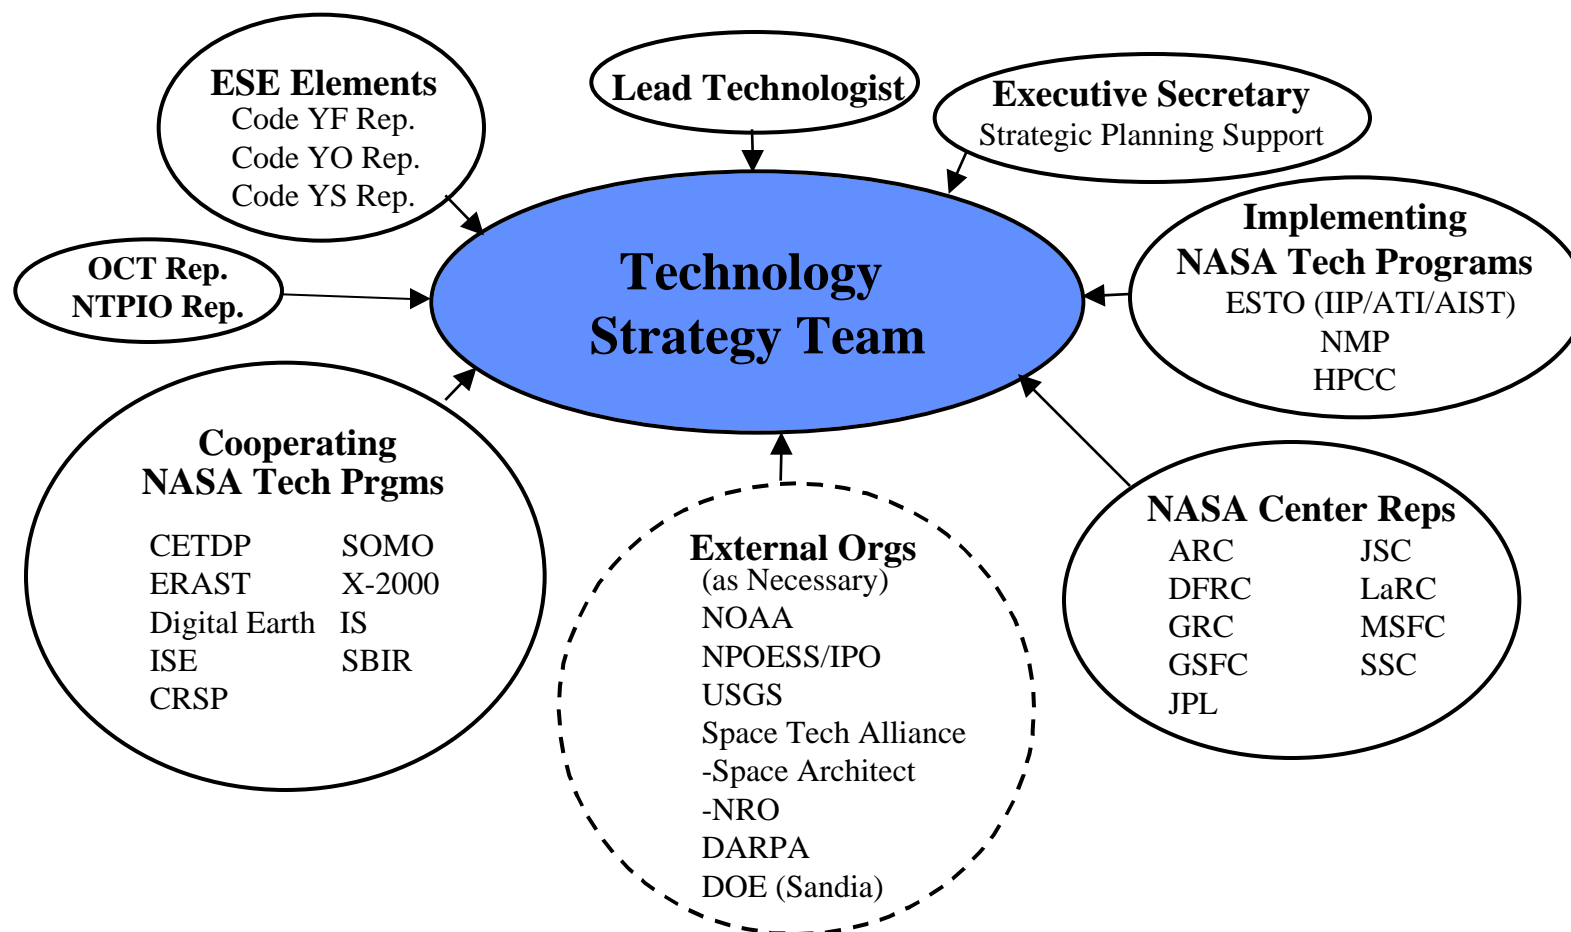 ESE Elements
Code YF Rep.
Code YO Rep.
Code YS Rep.
Lead Technologist
Executive Secretary
Strategic Planning Support
OCT Rep.
NTPIO Rep.
Technology
Strategy Team
Implementing
NASA Tech Programs
ESTO (IIP/ATI/AIST)
NMP
HPCC
Cooperating
NASA Tech Prgms
CETDP SOMO
ERAST X-2000
Digital Earth IS
ISE SBIR
CRSP
External Orgs
(as Necessary)
NOAA
NPOESS/IPO
USGS
Space Tech Alliance
-Space Architect
-NRO
DARPA
DOE (Sandia)
NASA Center Reps
ARC JSC
DFRC LaRC
GRC MSFC
GSFC SSC
JPL